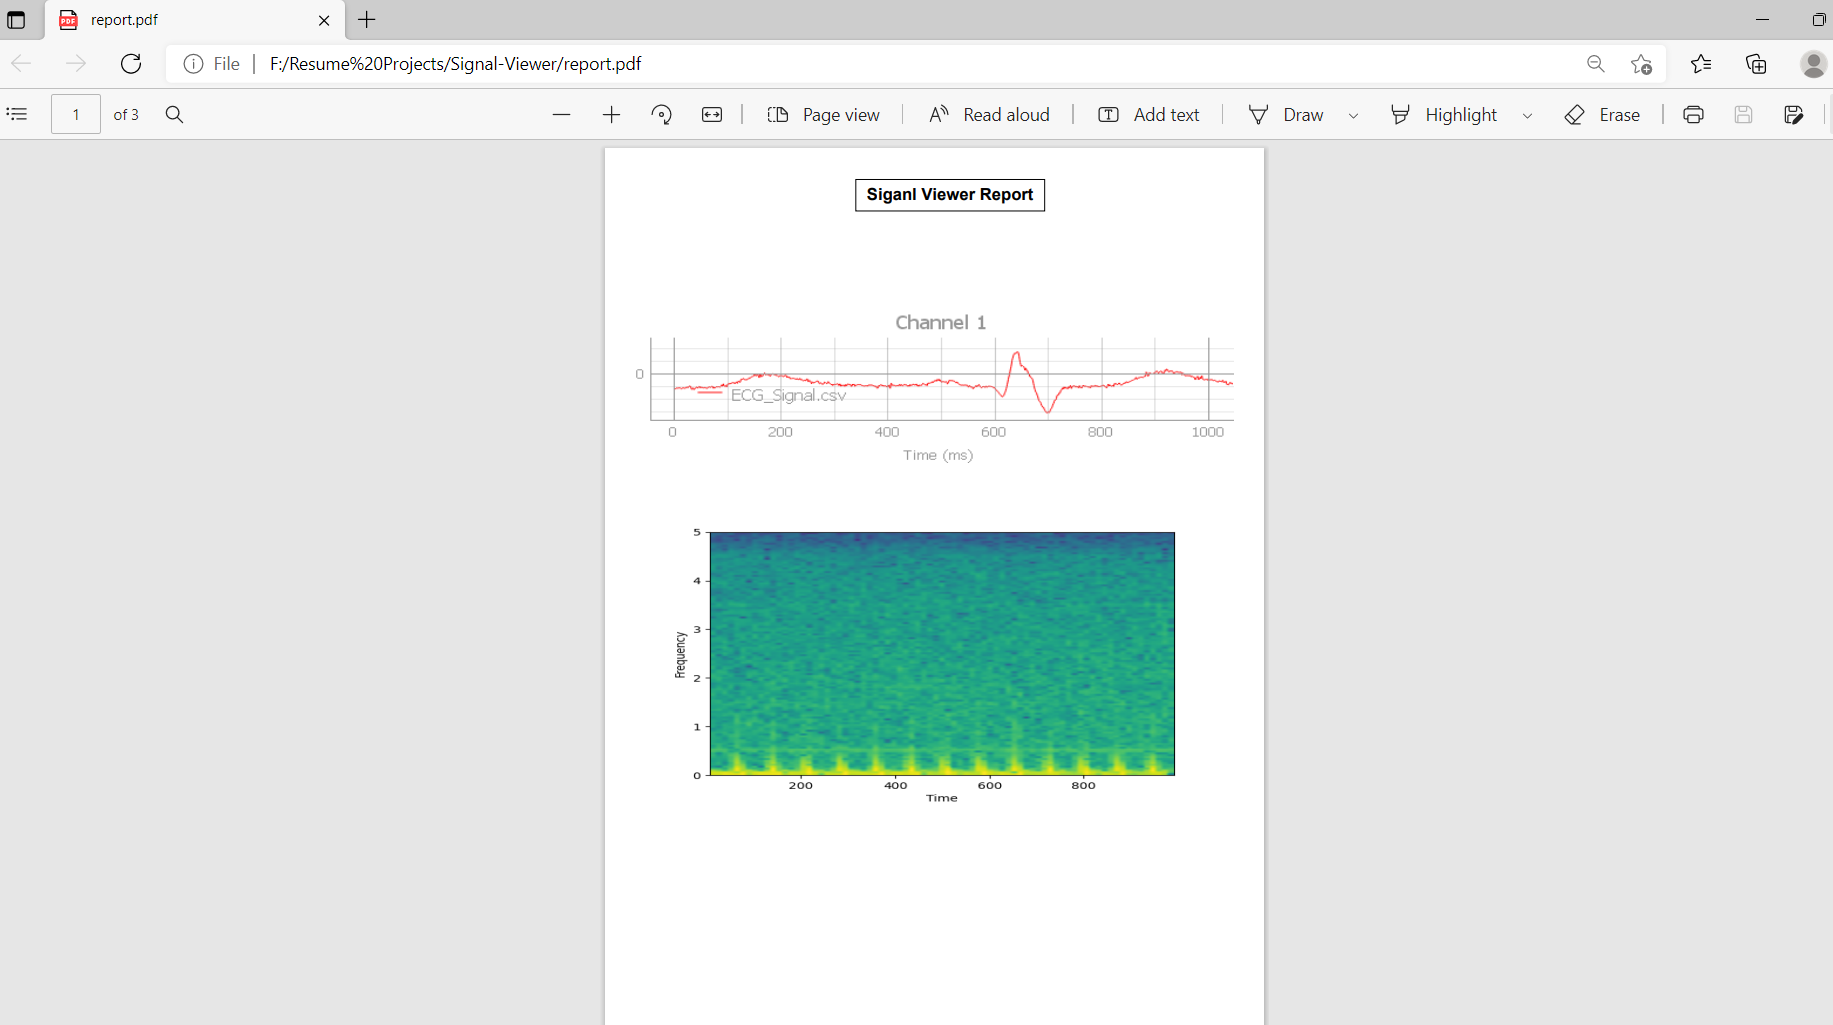 report.pdf
File
F:/Resume%20Projects/Signal-Viewer/report.pdf
1 of 3
Page view
Read aloud
Add text
Draw
Highlight
Erase
Siganl Viewer Report
Channel 1
0
ECG_Signal.csv
0 200 400 600 800 1000
Time (ms)
5
4
3
2
1
0
Frequency
200 400 600 800
Time